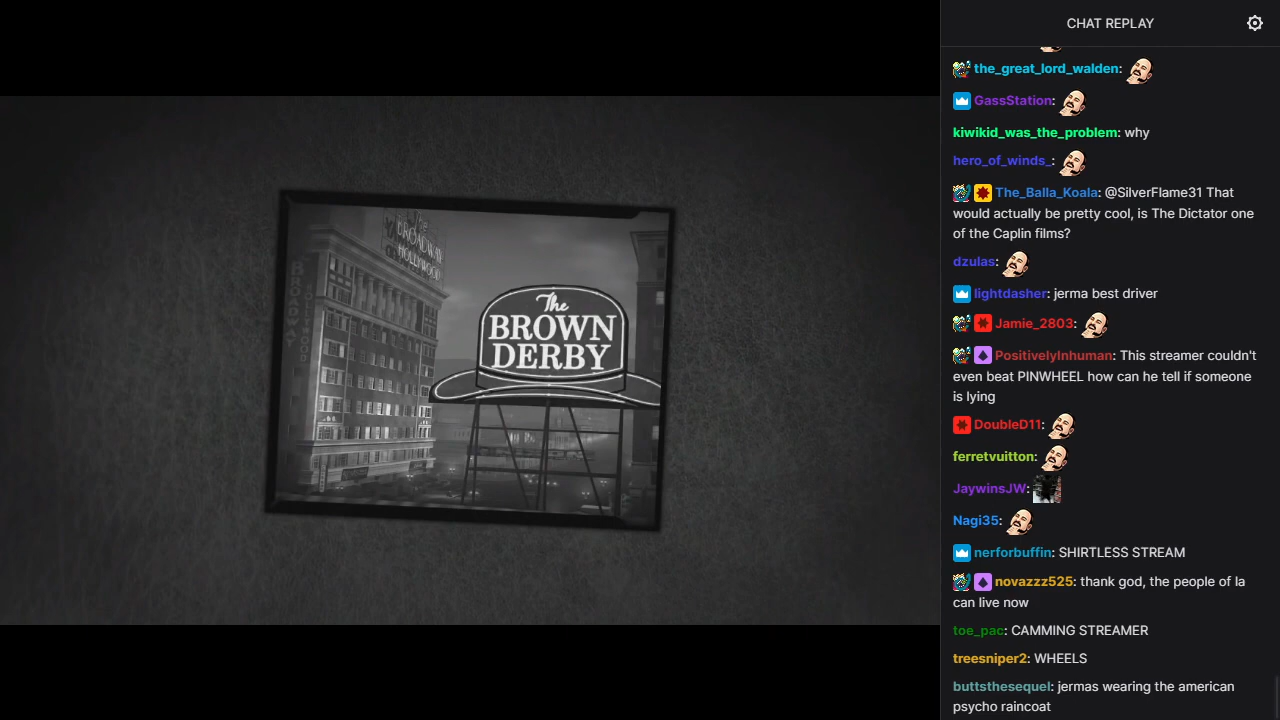 The
BROADWAY
HOLLYWOOD
The
BROWN
DERBY
CHAT REPLAY
the_great_lord_walden:
GassStation:
kiwikid_was_the_problem: why
hero_of_winds_:
The_Balla_Koala: @SilverFlame31 That
would actually be pretty cool, is The Dictator one
of the Caplin films?
dzulas:
lightdasher: jerma best driver
Jamie_2803:
PositivelyInhuman: This streamer couldn't
even beat PINWHEEL how can he tell if someone
is lying
DoubleD11:
ferretvuitton:
JaywinsJW:
Nagi35:
nerforbuffin: SHIRTLESS STREAM
novazzz525: thank god, the people of la
can live now
toe_pac: CAMMING STREAMER
treesniper2: WHEELS
buttsthesequel: jermas wearing the american
psycho raincoat